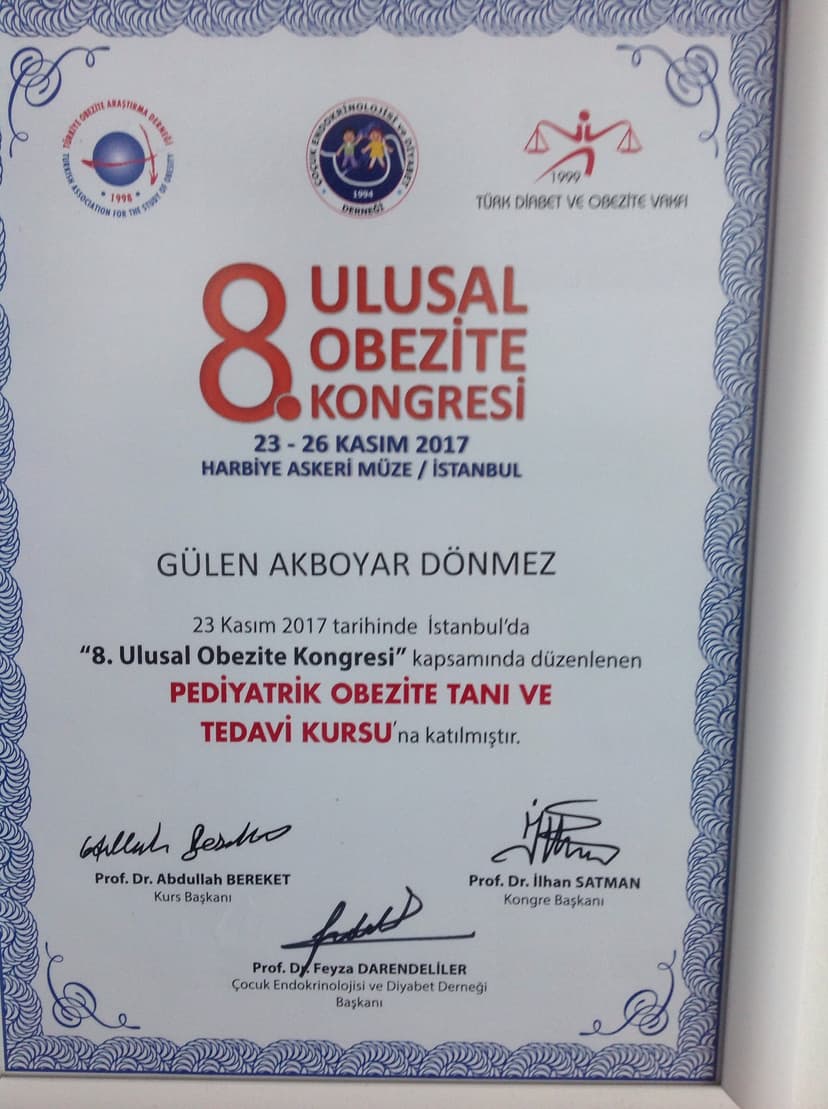 TÜRKİYE OBEZİTE ARAŞTIRMA DERNEĞİ
1998
TURKISH ASSOCIATION FOR THE STUDY OF OBESITY
ÇOCUK ENDOKRİNOLOJİSİ VE DİYABET
1994
DERNEĞİ
1999
TÜRK DİABET VE OBEZİTE VAKFI
8. ULUSAL
OBEZİTE
KONGRESİ
23 - 26 KASIM 2017
HARBİYE ASKERİ MÜZE / İSTANBUL
GÜLEN AKBOYAR DÖNMEZ
23 Kasım 2017 tarihinde İstanbul’da
“8. Ulusal Obezite Kongresi” kapsamında düzenlenen
PEDİYATRİK OBEZİTE TANI VE
TEDAVİ KURSU’na katılmıştır.
Prof. Dr. Abdullah BEREKET
Kurs Başkanı
Prof. Dr. İlhan SATMAN
Kongre Başkanı
Prof. Dr. Feyza DARENDELİLER
Çocuk Endokrinolojisi ve Diyabet Derneği
Başkanı